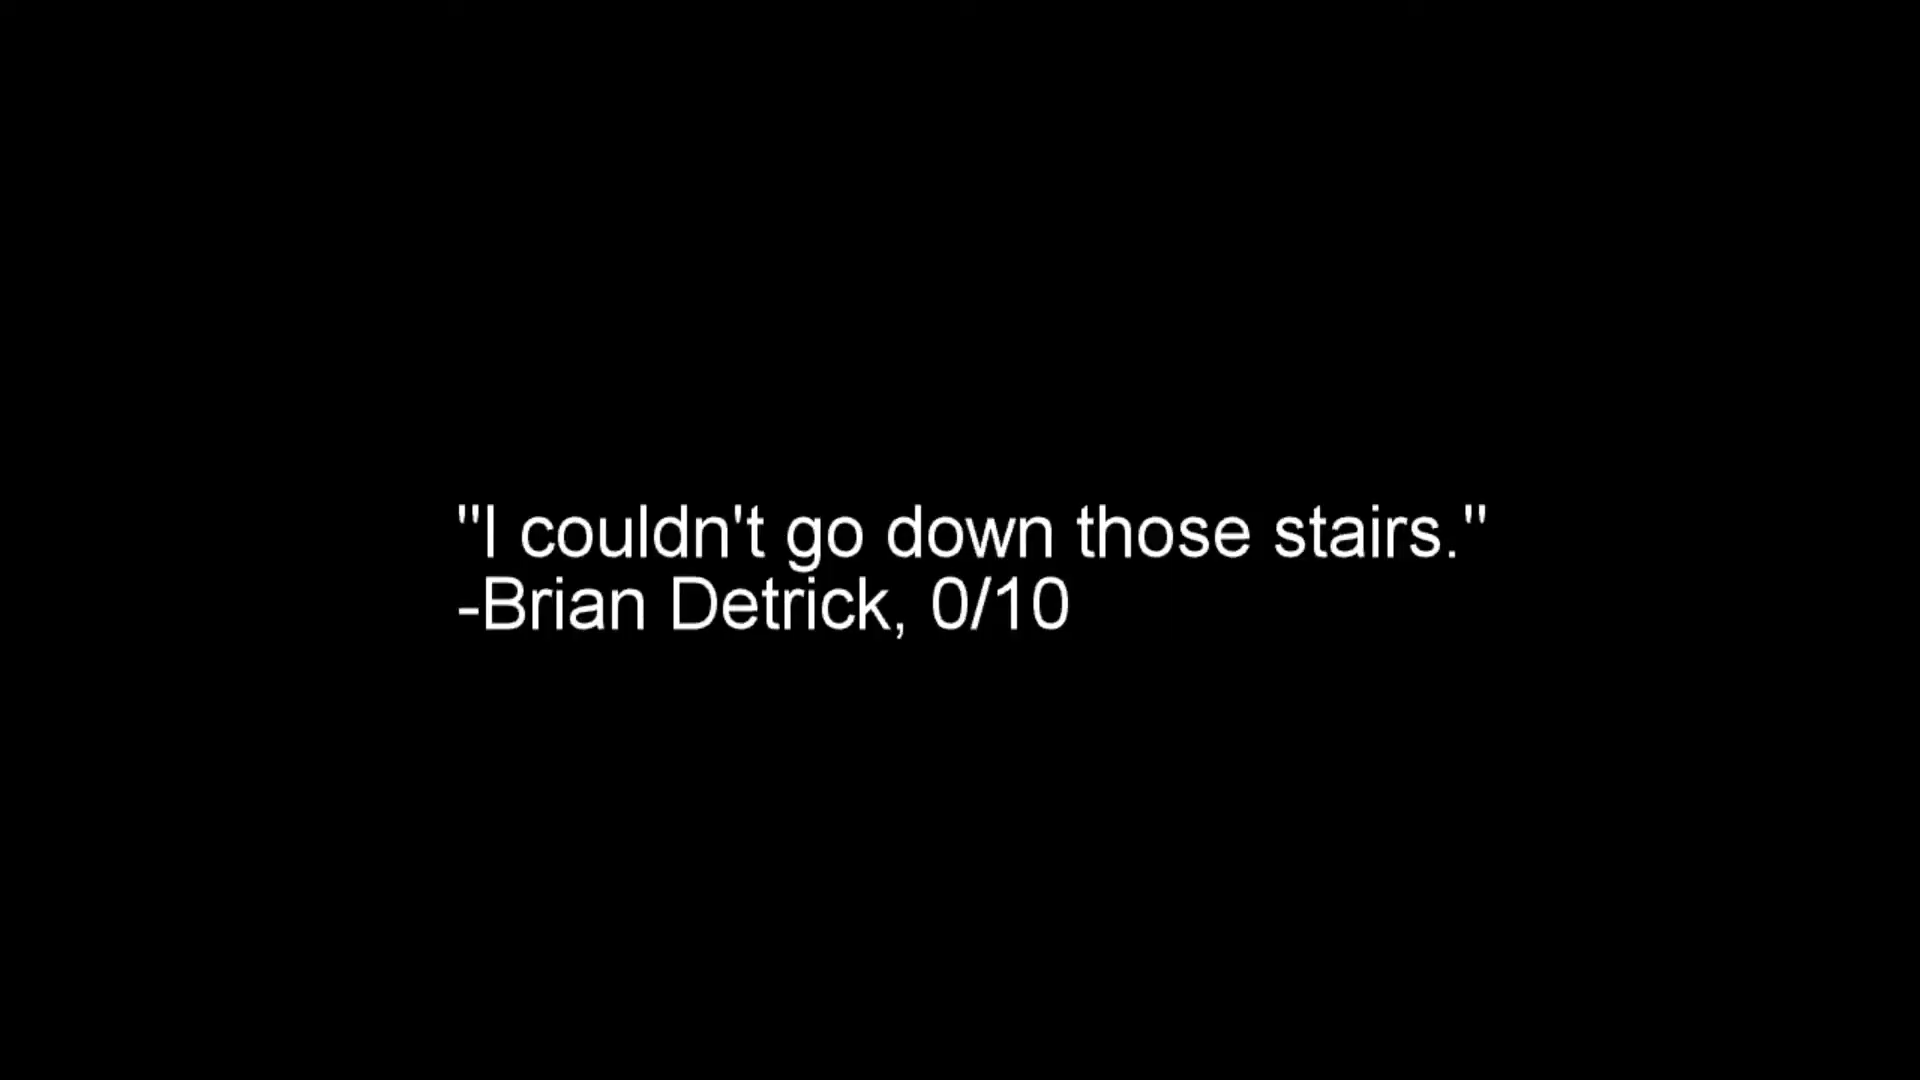 "I couldn't go down those stairs."
-Brian Detrick, 0/10